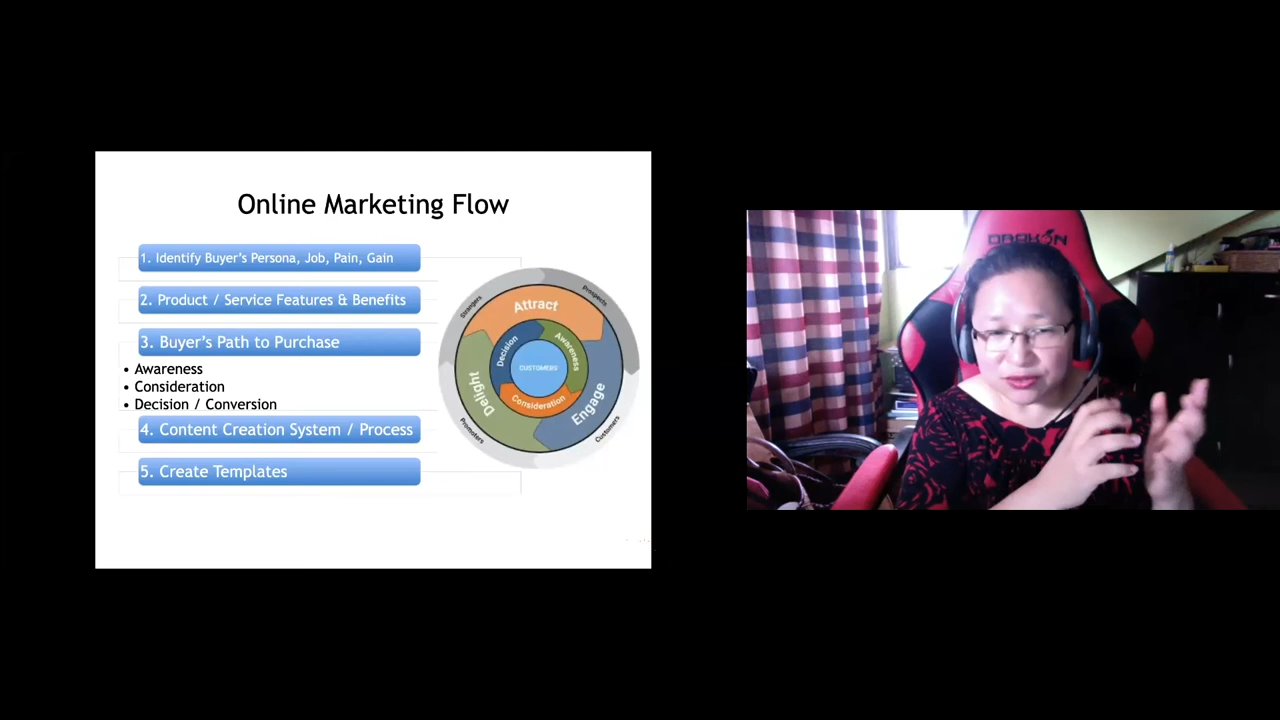 Online Marketing Flow
1. Identify Buyer's Persona, Job, Pain, Gain
2. Product / Service Features & Benefits
3. Buyer's Path to Purchase
• Awareness
• Consideration
• Decision / Conversion
4. Content Creation System / Process
5. Create Templates
Strangers
Prospects
Attract
Decision
Awareness
CUSTOMERS
Consideration
Delight
Engage
Promoters
Customers
DRAKON